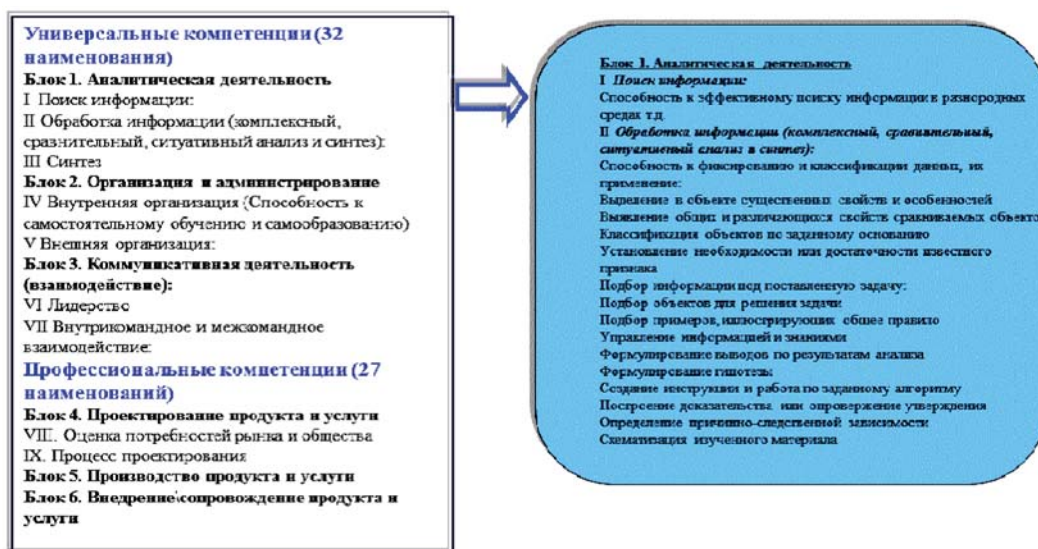 Универсальные компетенции (32
наименования)
Блок 1. Аналитическая деятельность
I Поиск информации:
II Обработка информации (комплексный,
сравнительный, ситуативный анализ и синтез):
III Синтез
Блок 2. Организация и администрирование
IV Внутренняя организация (Способность к
самостоятельному обучению и самообразованию)
V Внешняя организация:
Блок 3. Коммуникативная деятельность
(взаимодействие):
VI Лидерство
VII Внутрикомандное и межкомандное
взаимодействие:
Профессиональные компетенции (27
наименований)
Блок 4. Проектирование продукта и услуги
VIII. Оценка потребностей рынка и общества
IX. Процесс проектирования
Блок 5. Производство продукта и услуги
Блок 6. Внедрение\сопровождение продукта и
услуги
Блок 1. Аналитическая деятельность
I Поиск информации:
Способность к эффективному поиску информации в разнородных
средах т.д.
II Обработка информации (комплексный, сравнительный,
ситуативный анализ и синтез):
Способность к фиксированию и классификации данных, их
применение:
Выделение в объекте существенных свойств и особенностей
Выявление общих и различающихся свойств сравниваемых объекто
Классификация объектов по заданному основанию
Установление необходимости или достаточности известного
признака
Подбор информации под поставленную задачу:
Подбор объектов для решения задачи
Подбор примеров, иллюстрирующих общее правило
Управление информацией и знаниями
Формулирование выводов по результатам анализа
Формулирование гипотезы
Создание инструкции и работа по заданному алгоритму
Построение доказательства или опровержение утверждения
Определение причинно-следственной зависимости
Схематизация изученного материала